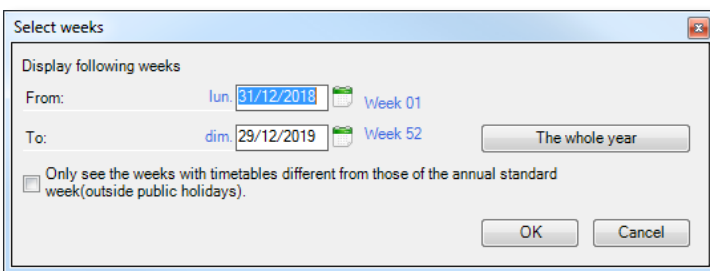 Select weeks
Display following weeks
From: lun. 31/12/2018 Week 01
To: dim. 29/12/2019 Week 52 The whole year
Only see the weeks with timetables different from those of the annual standard
week(outside public holidays).
OK Cancel